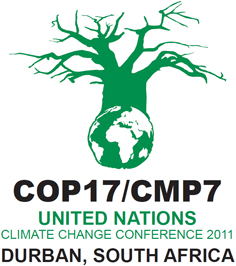 COP17/CMP7
UNITED NATIONS
CLIMATE CHANGE CONFERENCE 2011
DURBAN, SOUTH AFRICA